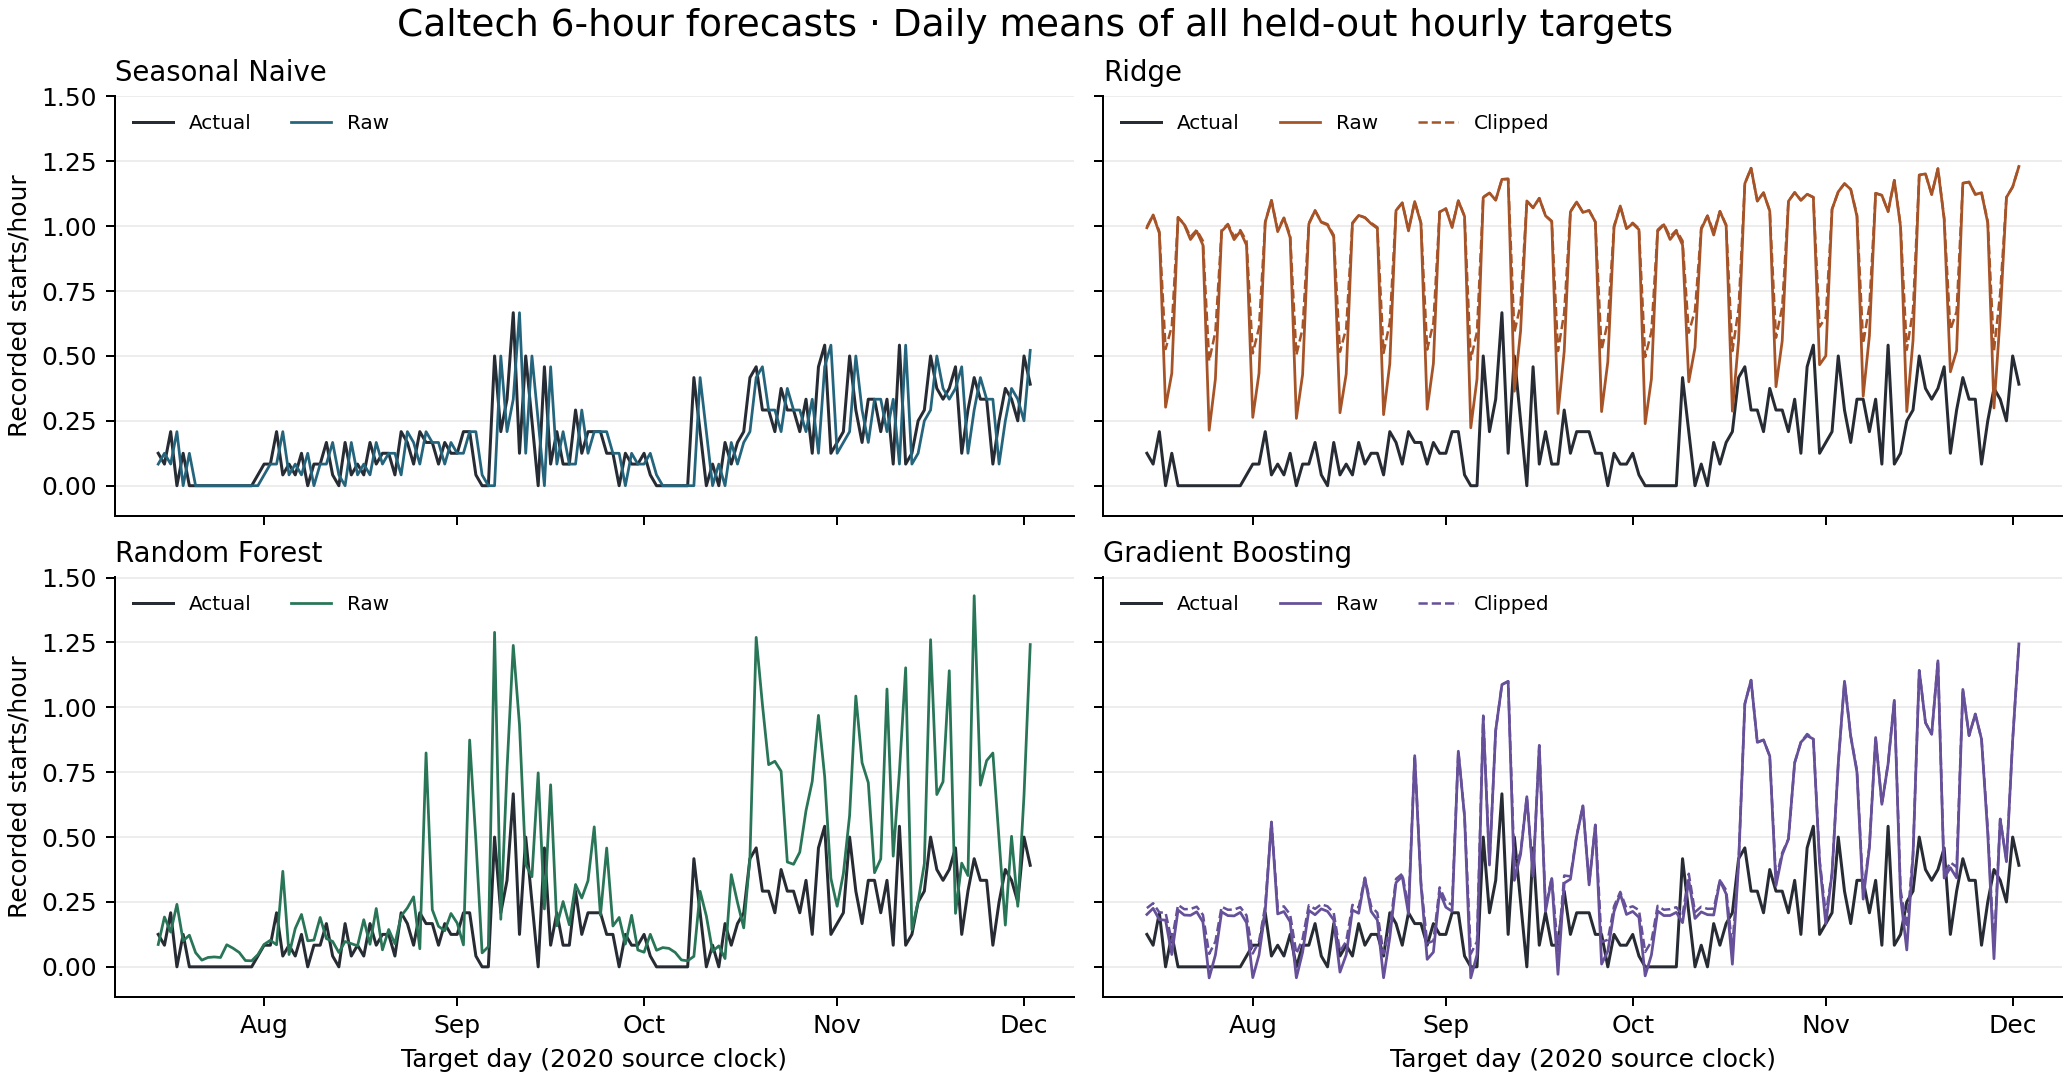 Caltech 6-hour forecasts · Daily means of all held-out hourly targets
Seasonal Naive
Actual
Raw
1.50
1.25
1.00
0.75
0.50
0.25
0.00
Recorded starts/hour
Ridge
Actual
Raw
Clipped
Random Forest
Actual
Raw
1.50
1.25
1.00
0.75
0.50
0.25
0.00
Recorded starts/hour
Aug
Sep
Oct
Nov
Dec
Target day (2020 source clock)
Gradient Boosting
Actual
Raw
Clipped
Aug
Sep
Oct
Nov
Dec
Target day (2020 source clock)